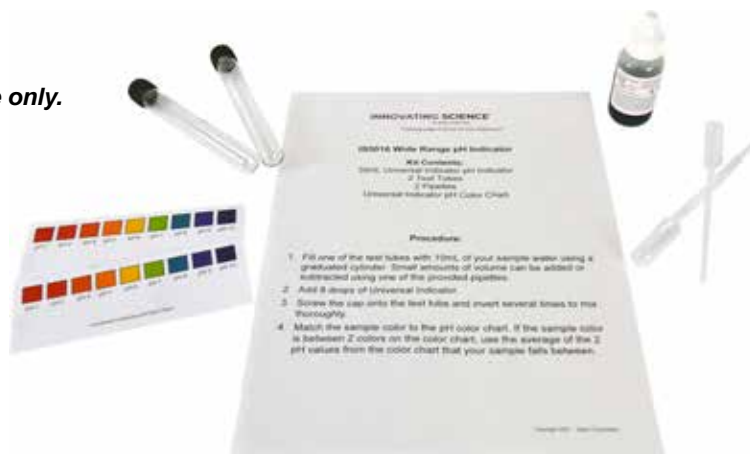 e only.
INNOVATING SCIENCE
Wide Range pH Indicator
Kit Contents:
Universal Indicator pH Indicator
2 Test Tubes
2 Pipettes
Universal Indicator pH Color Chart
Procedure:
1. Fill one of the test tubes with 10mL of your sample water using a
graduated cylinder. Small amounts of volume can be added or
subtracted using one of the provided pipettes.
2. Add 8 drops of Universal Indicator.
3. Screw the cap onto the test tube and invert several times to mix
thoroughly.
4. Match the sample color to the pH color chart. If the sample color
is between 2 colors on the color chart, use the average of the 2
pH values from the color chart that your sample falls between.